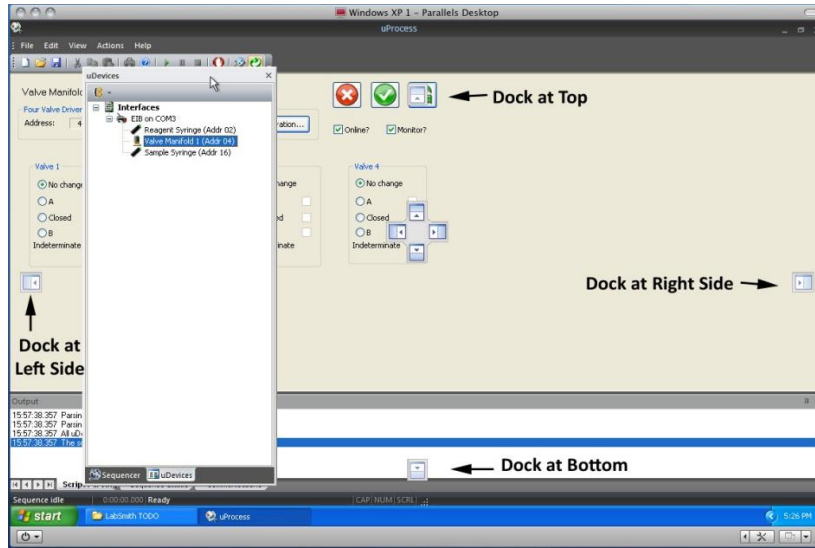 Windows XP 1 - Parallels Desktop
uProcess
File Edit View Actions Help
uDevices
Valve Manifold
Dock at Top
Four Valve Driver
Address: 4
Interfaces
EIB on COM3
Reagent Syringe (Addr 02)
Valve Manifold 1 (Addr 04)
Sample Syringe (Addr 16)
ation...
Online? Monitor?
Valve 1
Valve 4
No change
ange
No change
A
A
Closed
ed
Closed
B
B
Indeterminate
inate
Indeterminate
Dock at Right Side
Dock at
Left Side
Output
15:57:38.357 Parsin
15:57:38.357 Parsin
15:57:38.357 All uD
15:57:38.357 The s
Sequencer uDevices
Dock at Bottom
Script
Sequence idle 0:00:00.000 Ready CAP NUM SCRL
start LabSmith TODO uProcess 5:26 PM